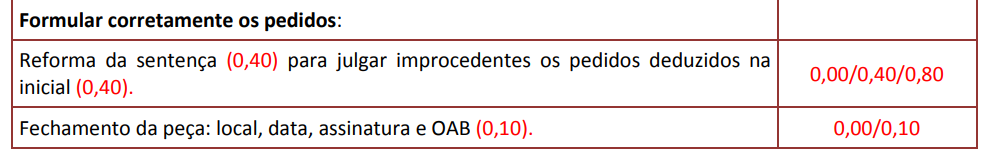 Formular corretamente os pedidos:
Reforma da sentença (0,40) para julgar improcedentes os pedidos deduzidos na
inicial (0,40).
0,00/0,40/0,80
Fechamento da peça: local, data, assinatura e OAB (0,10).
0,00/0,10